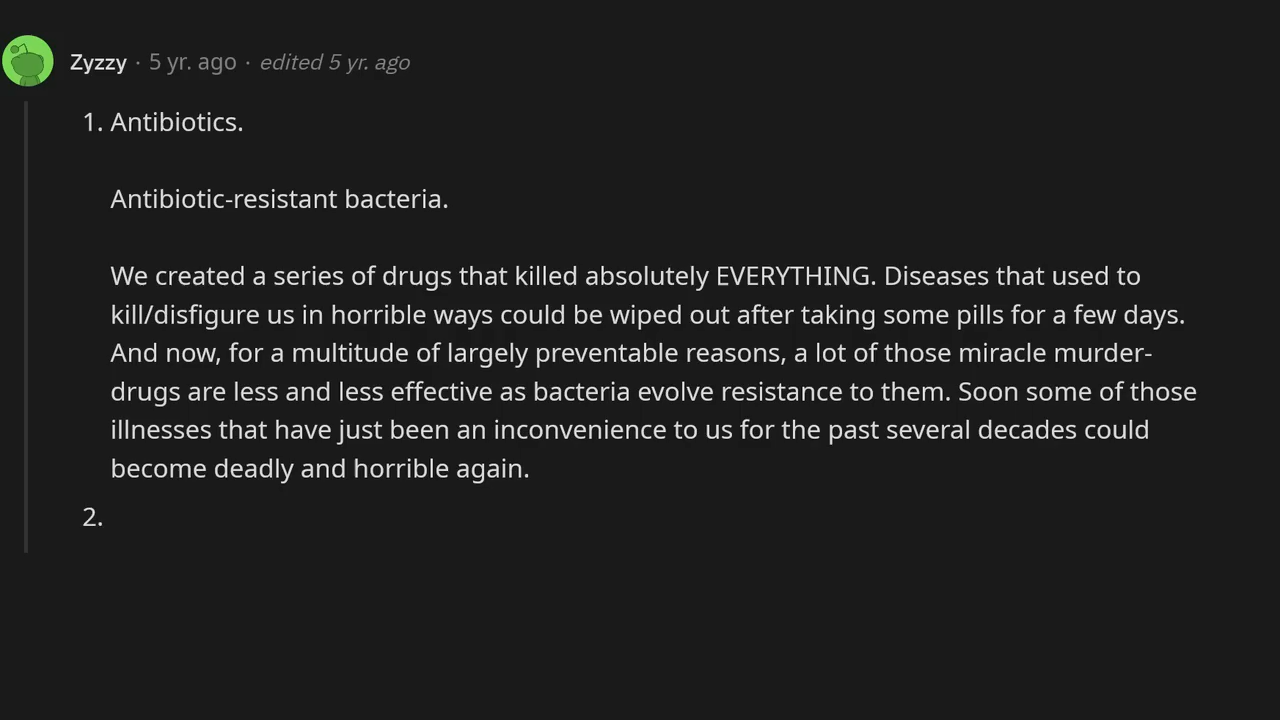 Zyzzy · 5 yr. ago · edited 5 yr. ago
1. Antibiotics.
Antibiotic-resistant bacteria.
We created a series of drugs that killed absolutely EVERYTHING. Diseases that used to
kill/disfigure us in horrible ways could be wiped out after taking some pills for a few days.
And now, for a multitude of largely preventable reasons, a lot of those miracle murder-
drugs are less and less effective as bacteria evolve resistance to them. Soon some of those
illnesses that have just been an inconvenience to us for the past several decades could
become deadly and horrible again.
2.